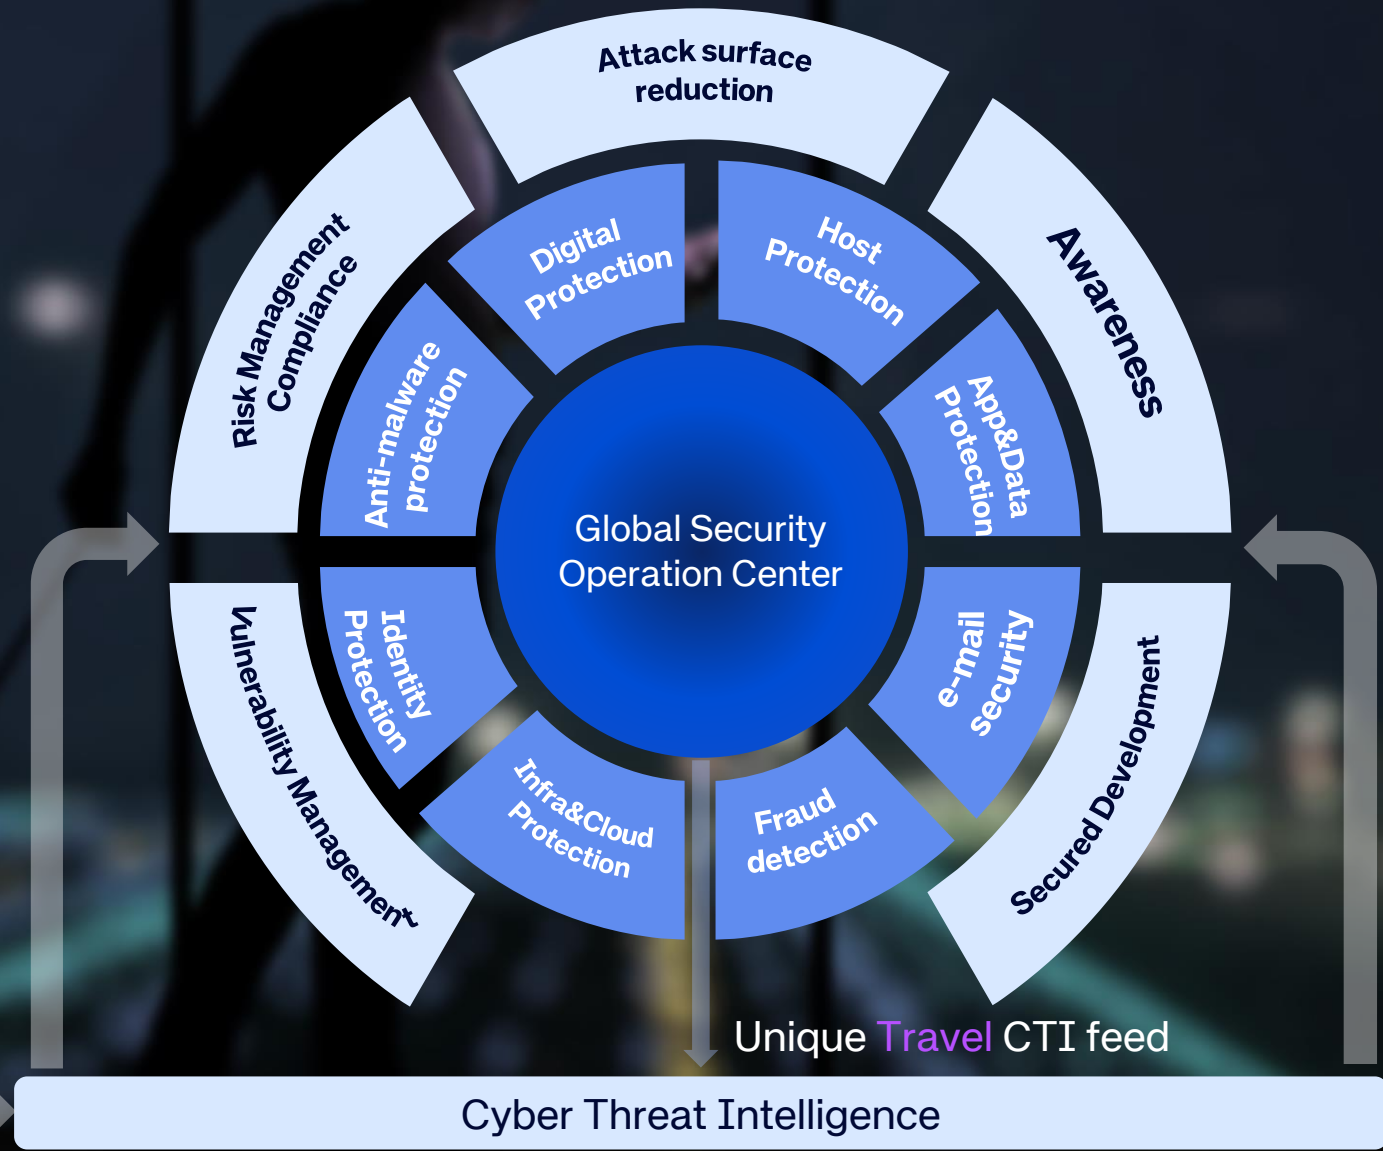 Attack surface
reduction
Awareness
Risk Management
Compliance
Digital
Protection
Host
Protection
App&Data
Protection
Anti-malware
protection
Global Security
Operation Center
Identity
Protection
e-mail
security
Infra&Cloud
Protection
Fraud
detection
Vulnerability Management
Secured Development
Unique Travel CTI feed
Cyber Threat Intelligence